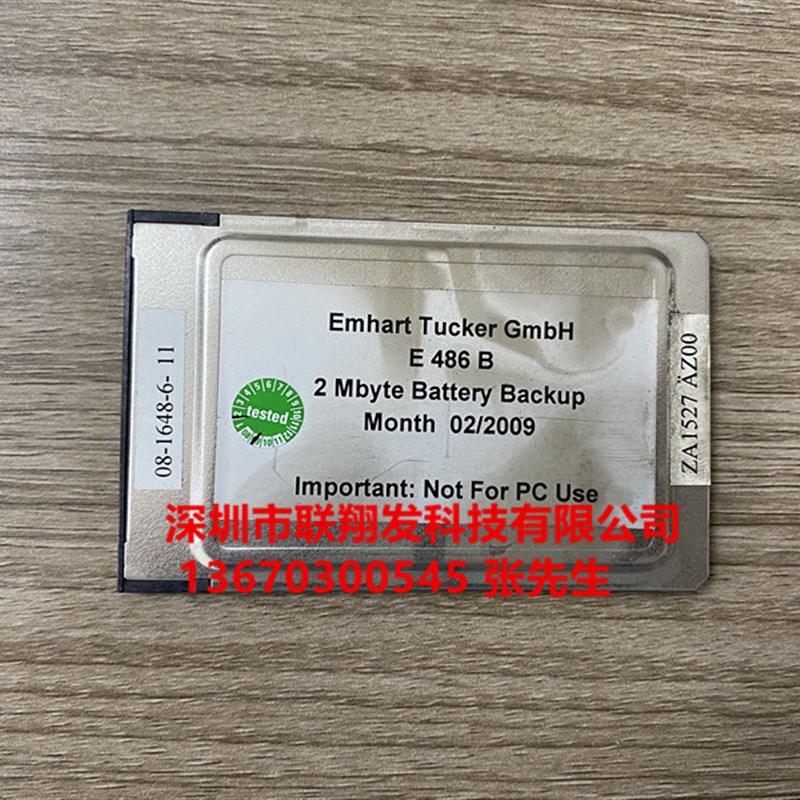 Emhart Tucker GmbH
E 486 B
2 Mbyte Battery Backup
Month 02/2009
Important: Not For PC Use
08-1648-6- 11
tested
ZA1527 ÄZ00
深圳市联翔发科技有限公司
13670300545 张先生